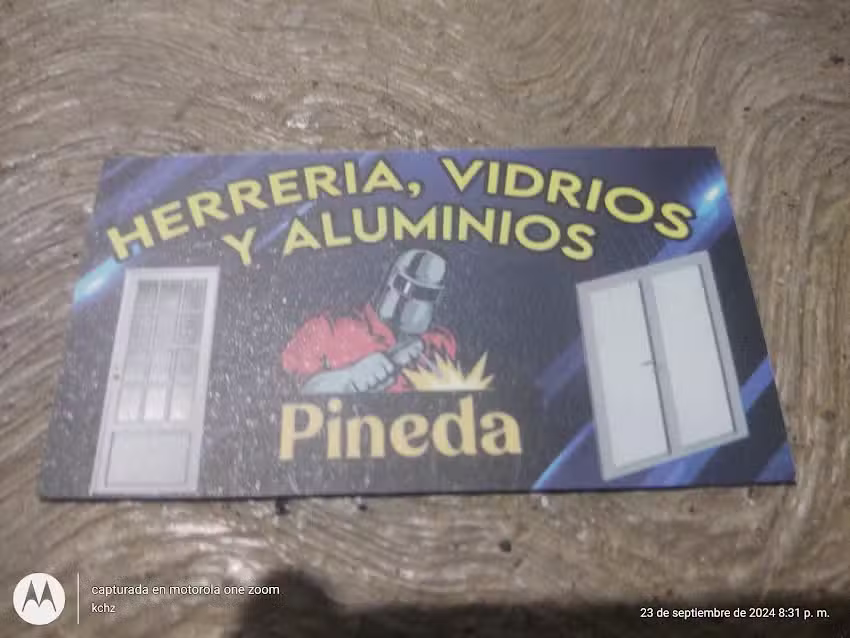 HERRERIA, VIDRIOS
Y ALUMINIOS
Pineda
capturada en motorola one zoom
kchz
23 de septiembre de 2024 8:31 p. m.